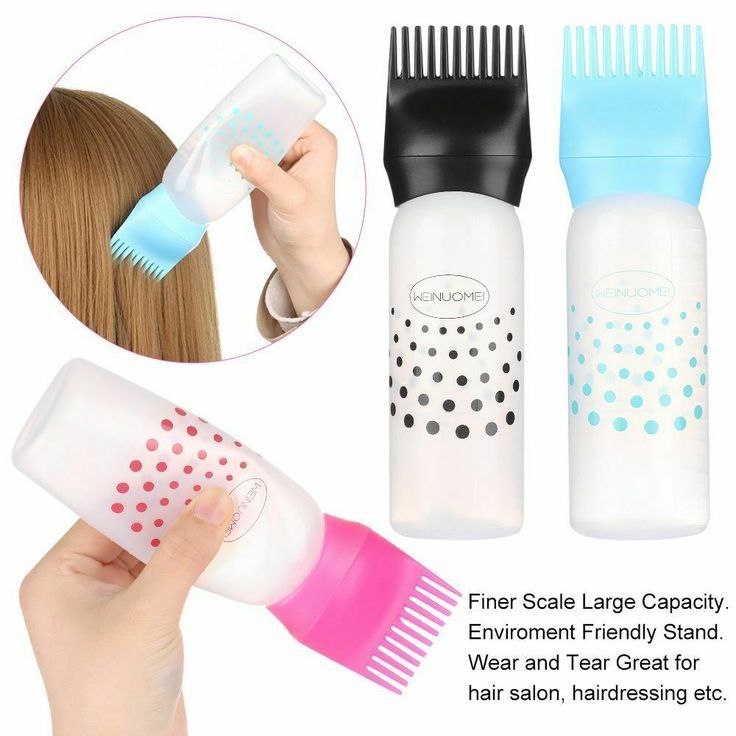 WEINUOMEI
WEINUOMEI
WEINUOMEI
Finer Scale Large Capacity.
Enviroment Friendly Stand.
Wear and Tear Great for
hair salon, hairdressing etc.